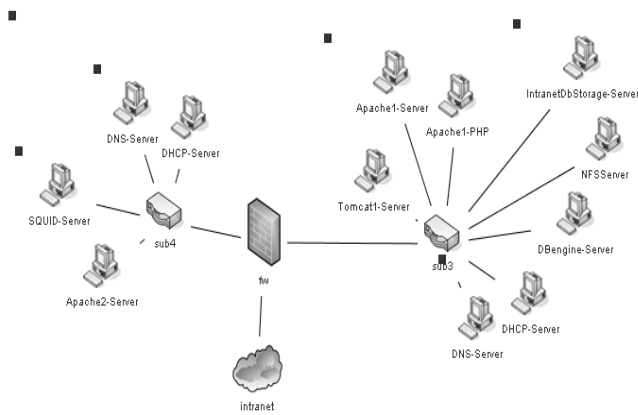 IntranetDbStorage-Server
Apache1-Server
Apache1-PHP
DNS-Server
DHCP-Server
NFSServer
Tomcat1-Server
SQUID-Server
sub4
DBengine-Server
sub3
fw
Apache2-Server
DHCP-Server
DNS-Server
intranet